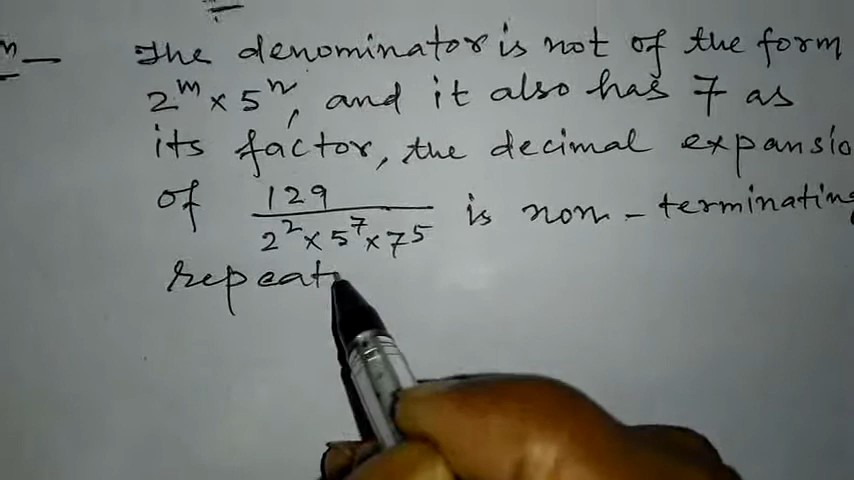 The denominator is not of the form
2^m × 5^n, and it also has 7 as
its factor, the decimal expansio
of 129 / 2^2 × 5^7 × 7^5 is non-terminating
repeat